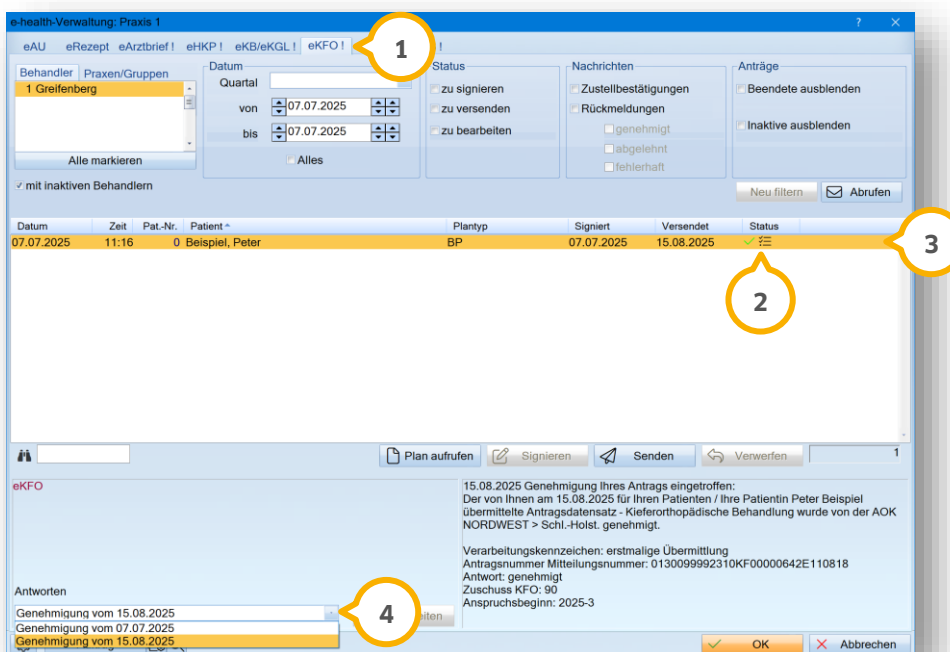 e-health-Verwaltung: Praxis 1
eAU eRezept eArztbrief ! eHKP ! eKB/eKGL ! eKFO ! !
1
Behandler Praxen/Gruppen
1 Greifenberg
Alle markieren
mit inaktiven Behandlern
Datum
Quartal
von 07.07.2025
bis 07.07.2025
Alles
Status
zu signieren
zu versenden
zu bearbeiten
Nachrichten
Zustellbestätigungen
Rückmeldungen
genehmigt
abgelehnt
fehlerhaft
Anträge
Beendete ausblenden
Inaktive ausblenden
Neu filtern Abrufen
Datum Zeit Pat.-Nr. Patient Plantyp Signiert Versendet Status
07.07.2025 11:16 0 Beispiel, Peter BP 07.07.2025 15.08.2025
3
2
Plan aufrufen Signieren Senden Verwerfen 1
eKFO
15.08.2025 Genehmigung Ihres Antrags eingetroffen:
Der von Ihnen am 15.08.2025 für Ihren Patienten / Ihre Patientin Peter Beispiel
übermittelte Antragsdatensatz - Kieferorthopädische Behandlung wurde von der AOK
NORDWEST > Schl.-Holst. genehmigt.
Verarbeitungskennzeichen: erstmalige Übermittlung
Antragsnummer Mitteilungsnummer: 0130099992310KF00000642E110818
Antwort: genehmigt
Zuschuss KFO: 90
Anspruchsbeginn: 2025-3
Antworten
Genehmigung vom 15.08.2025
4
Genehmigung vom 07.07.2025
Genehmigung vom 15.08.2025
OK Abbrechen